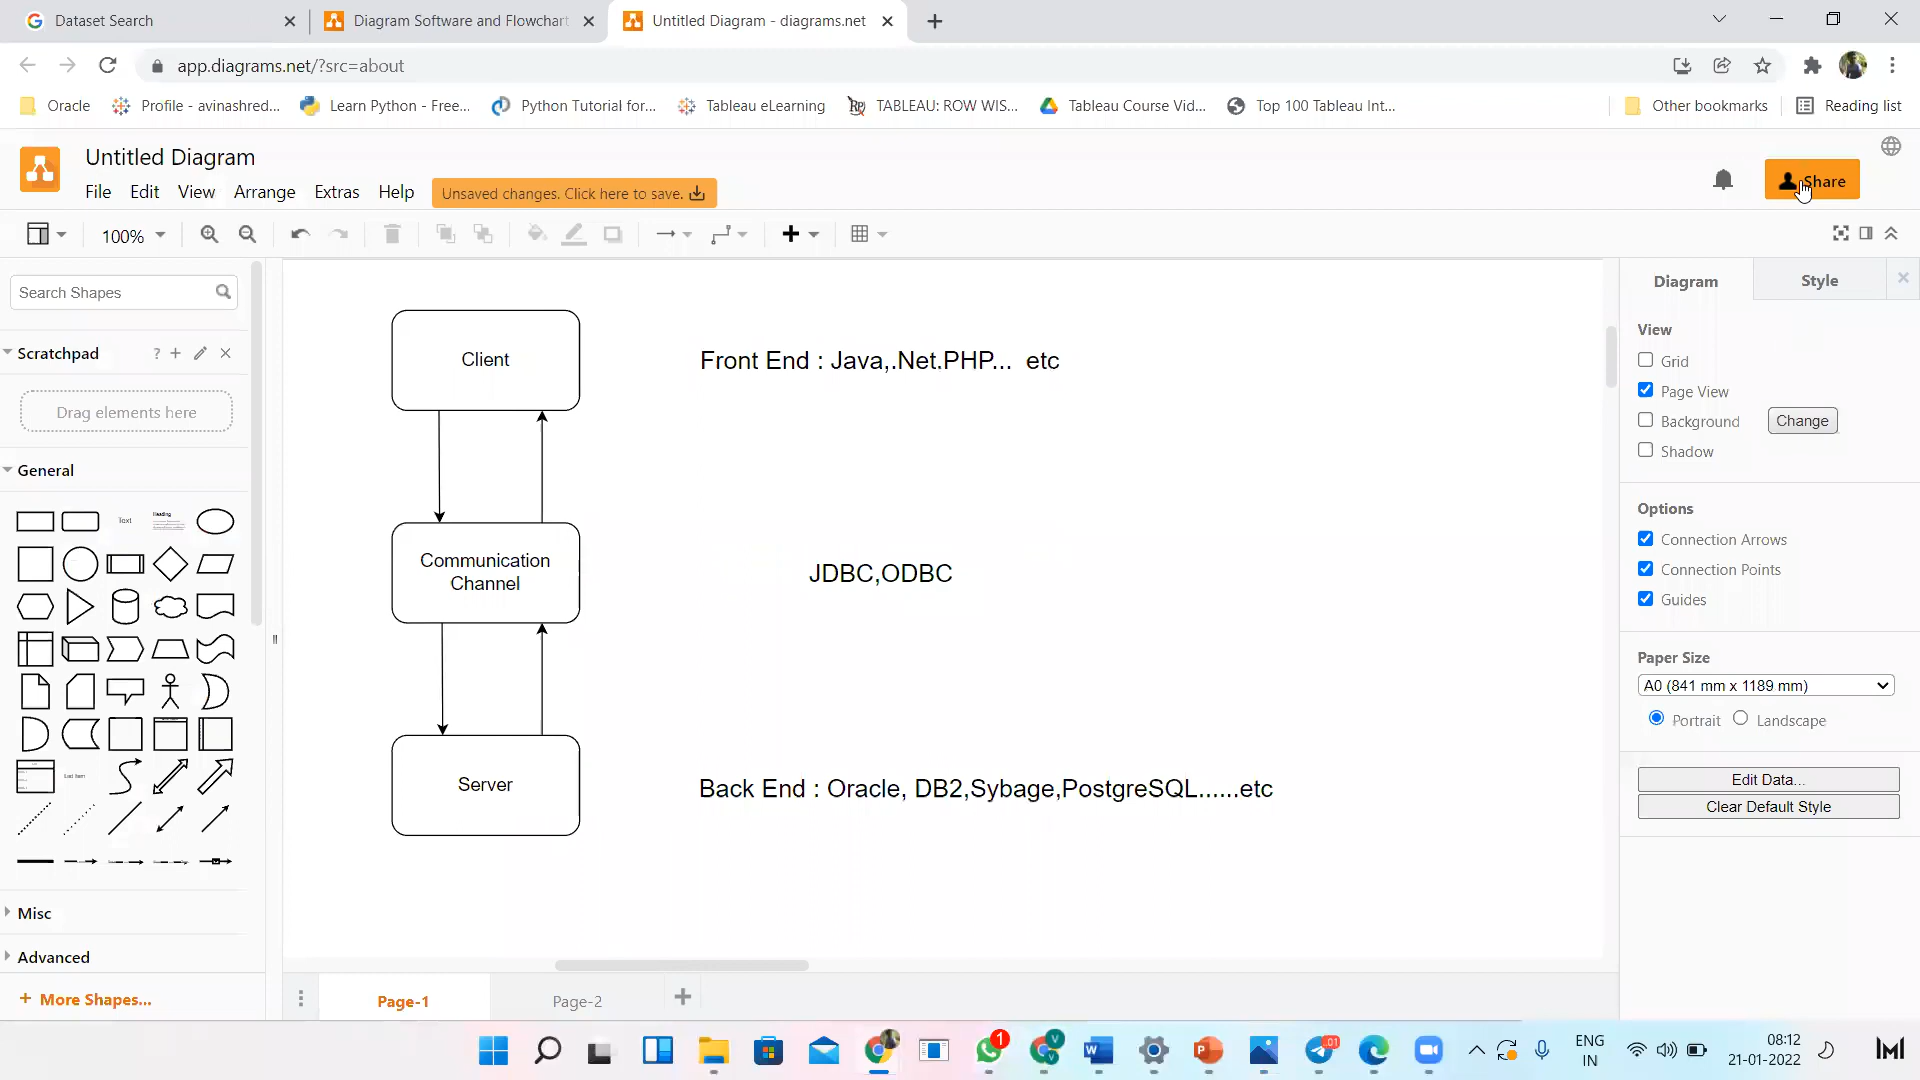 Dataset Search
Diagram Software and Flowchart
Untitled Diagram - diagrams.net
app.diagrams.net/?src=about
Oracle
Profile - avinashred...
Learn Python - Free...
Python Tutorial for...
Tableau eLearning
TABLEAU: ROW WIS...
Tableau Course Vid...
Top 100 Tableau Int...
Other bookmarks
Reading list
Untitled Diagram
File Edit View Arrange Extras Help
Unsaved changes. Click here to save.
Share
100%
Search Shapes
Scratchpad
?
Drag elements here
General
Text
Heading
List Item
Misc
Advanced
+ More Shapes...
Client
Front End : Java,.Net.PHP... etc
Communication
Channel
JDBC,ODBC
Server
Back End : Oracle, DB2,Sybage,PostgreSQL......etc
Page-1
Page-2
Diagram
Style
View
Grid
Page View
Background
Change
Shadow
Options
Connection Arrows
Connection Points
Guides
Paper Size
A0 (841 mm x 1189 mm)
Portrait
Landscape
Edit Data...
Clear Default Style
1
V
V
W
P
.01
ENG
IN
08:12
21-01-2022